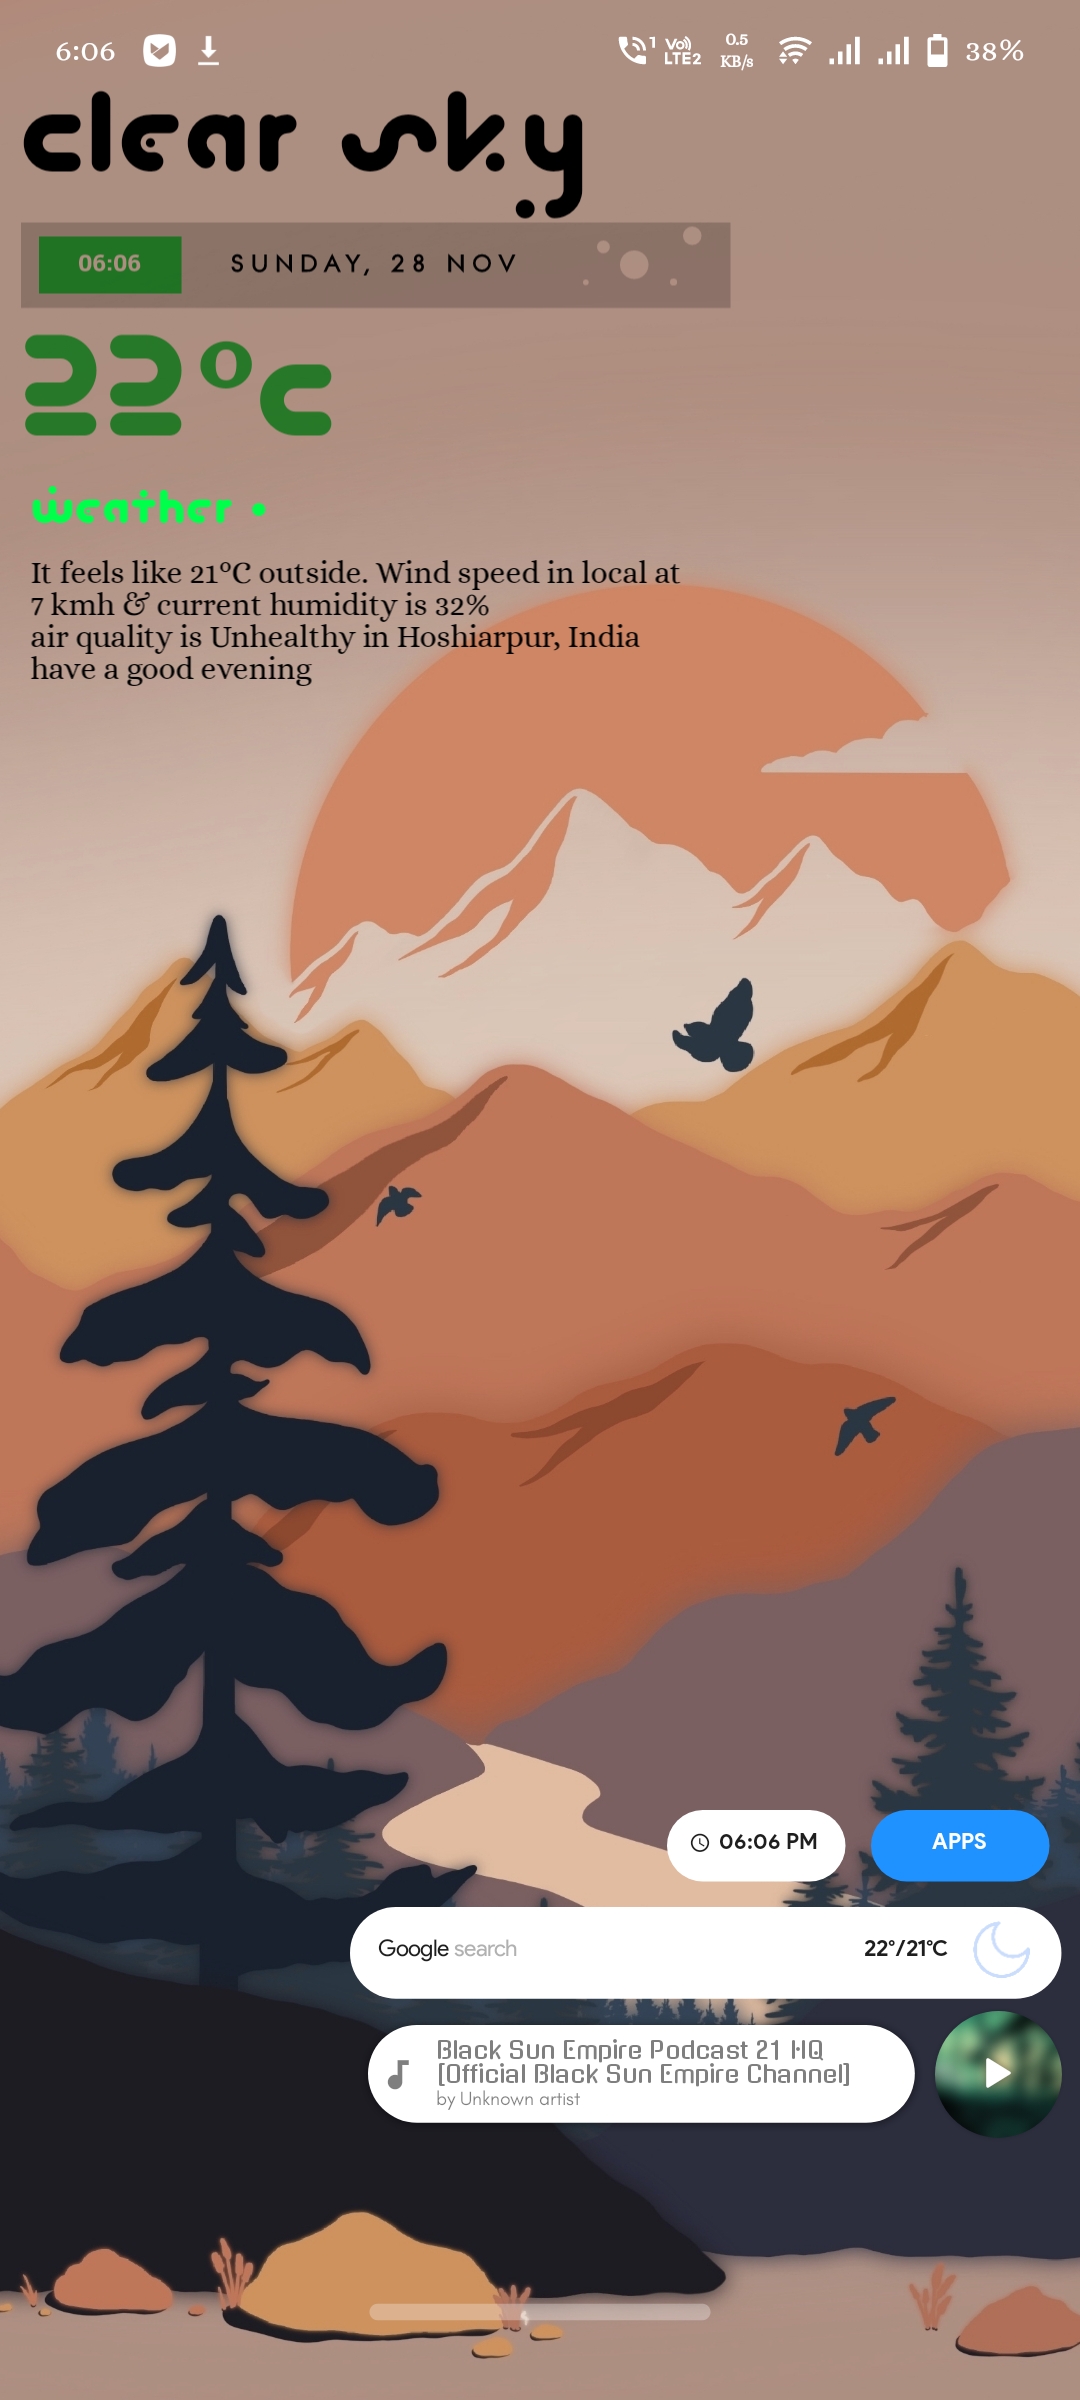 6:06
1
Vo))
LTE2
0.5
KB/s
38%
clear sky
06:06
SUNDAY, 28 NOV
22°c
weather •
It feels like 21°C outside. Wind speed in local at
7 kmh & current humidity is 32%
air quality is Unhealthy in Hoshiarpur, India
have a good evening
06:06 PM
APPS
Google search
22°/21°C
Black Sun Empire Podcast 21 HQ
[Official Black Sun Empire Channel]
by Unknown artist